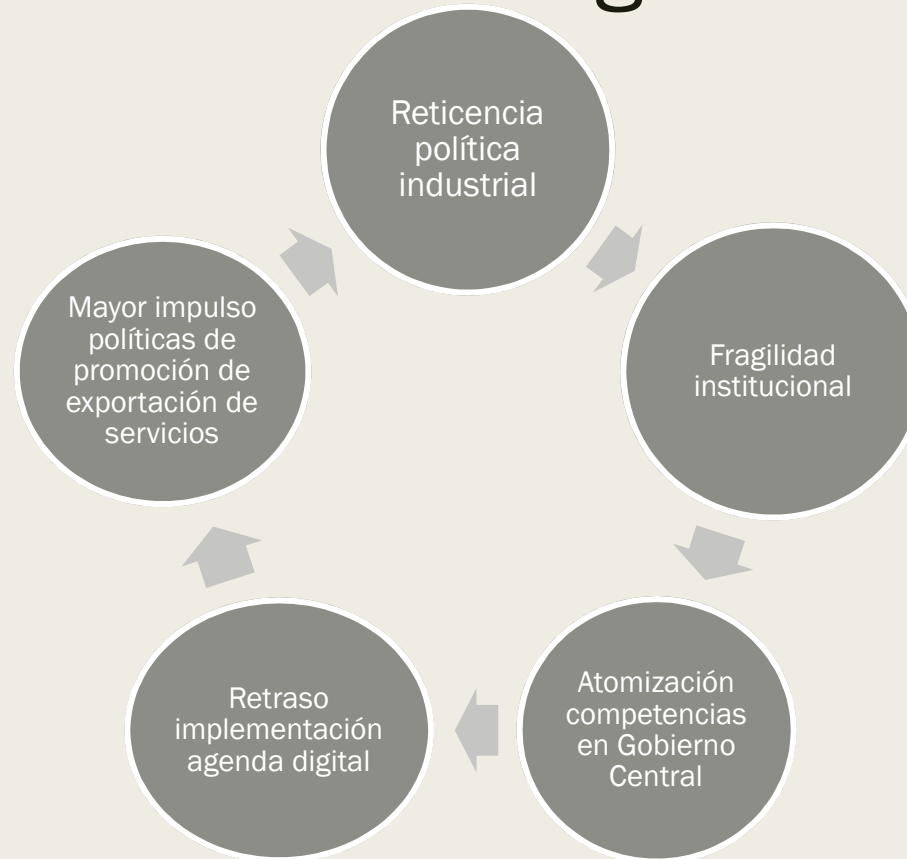 Reticencia
política
industrial
Fragilidad
institucional
Atomización
competencias
en Gobierno
Central
Retraso
implementación
agenda digital
Mayor impulso
políticas de
promoción de
exportación de
servicios